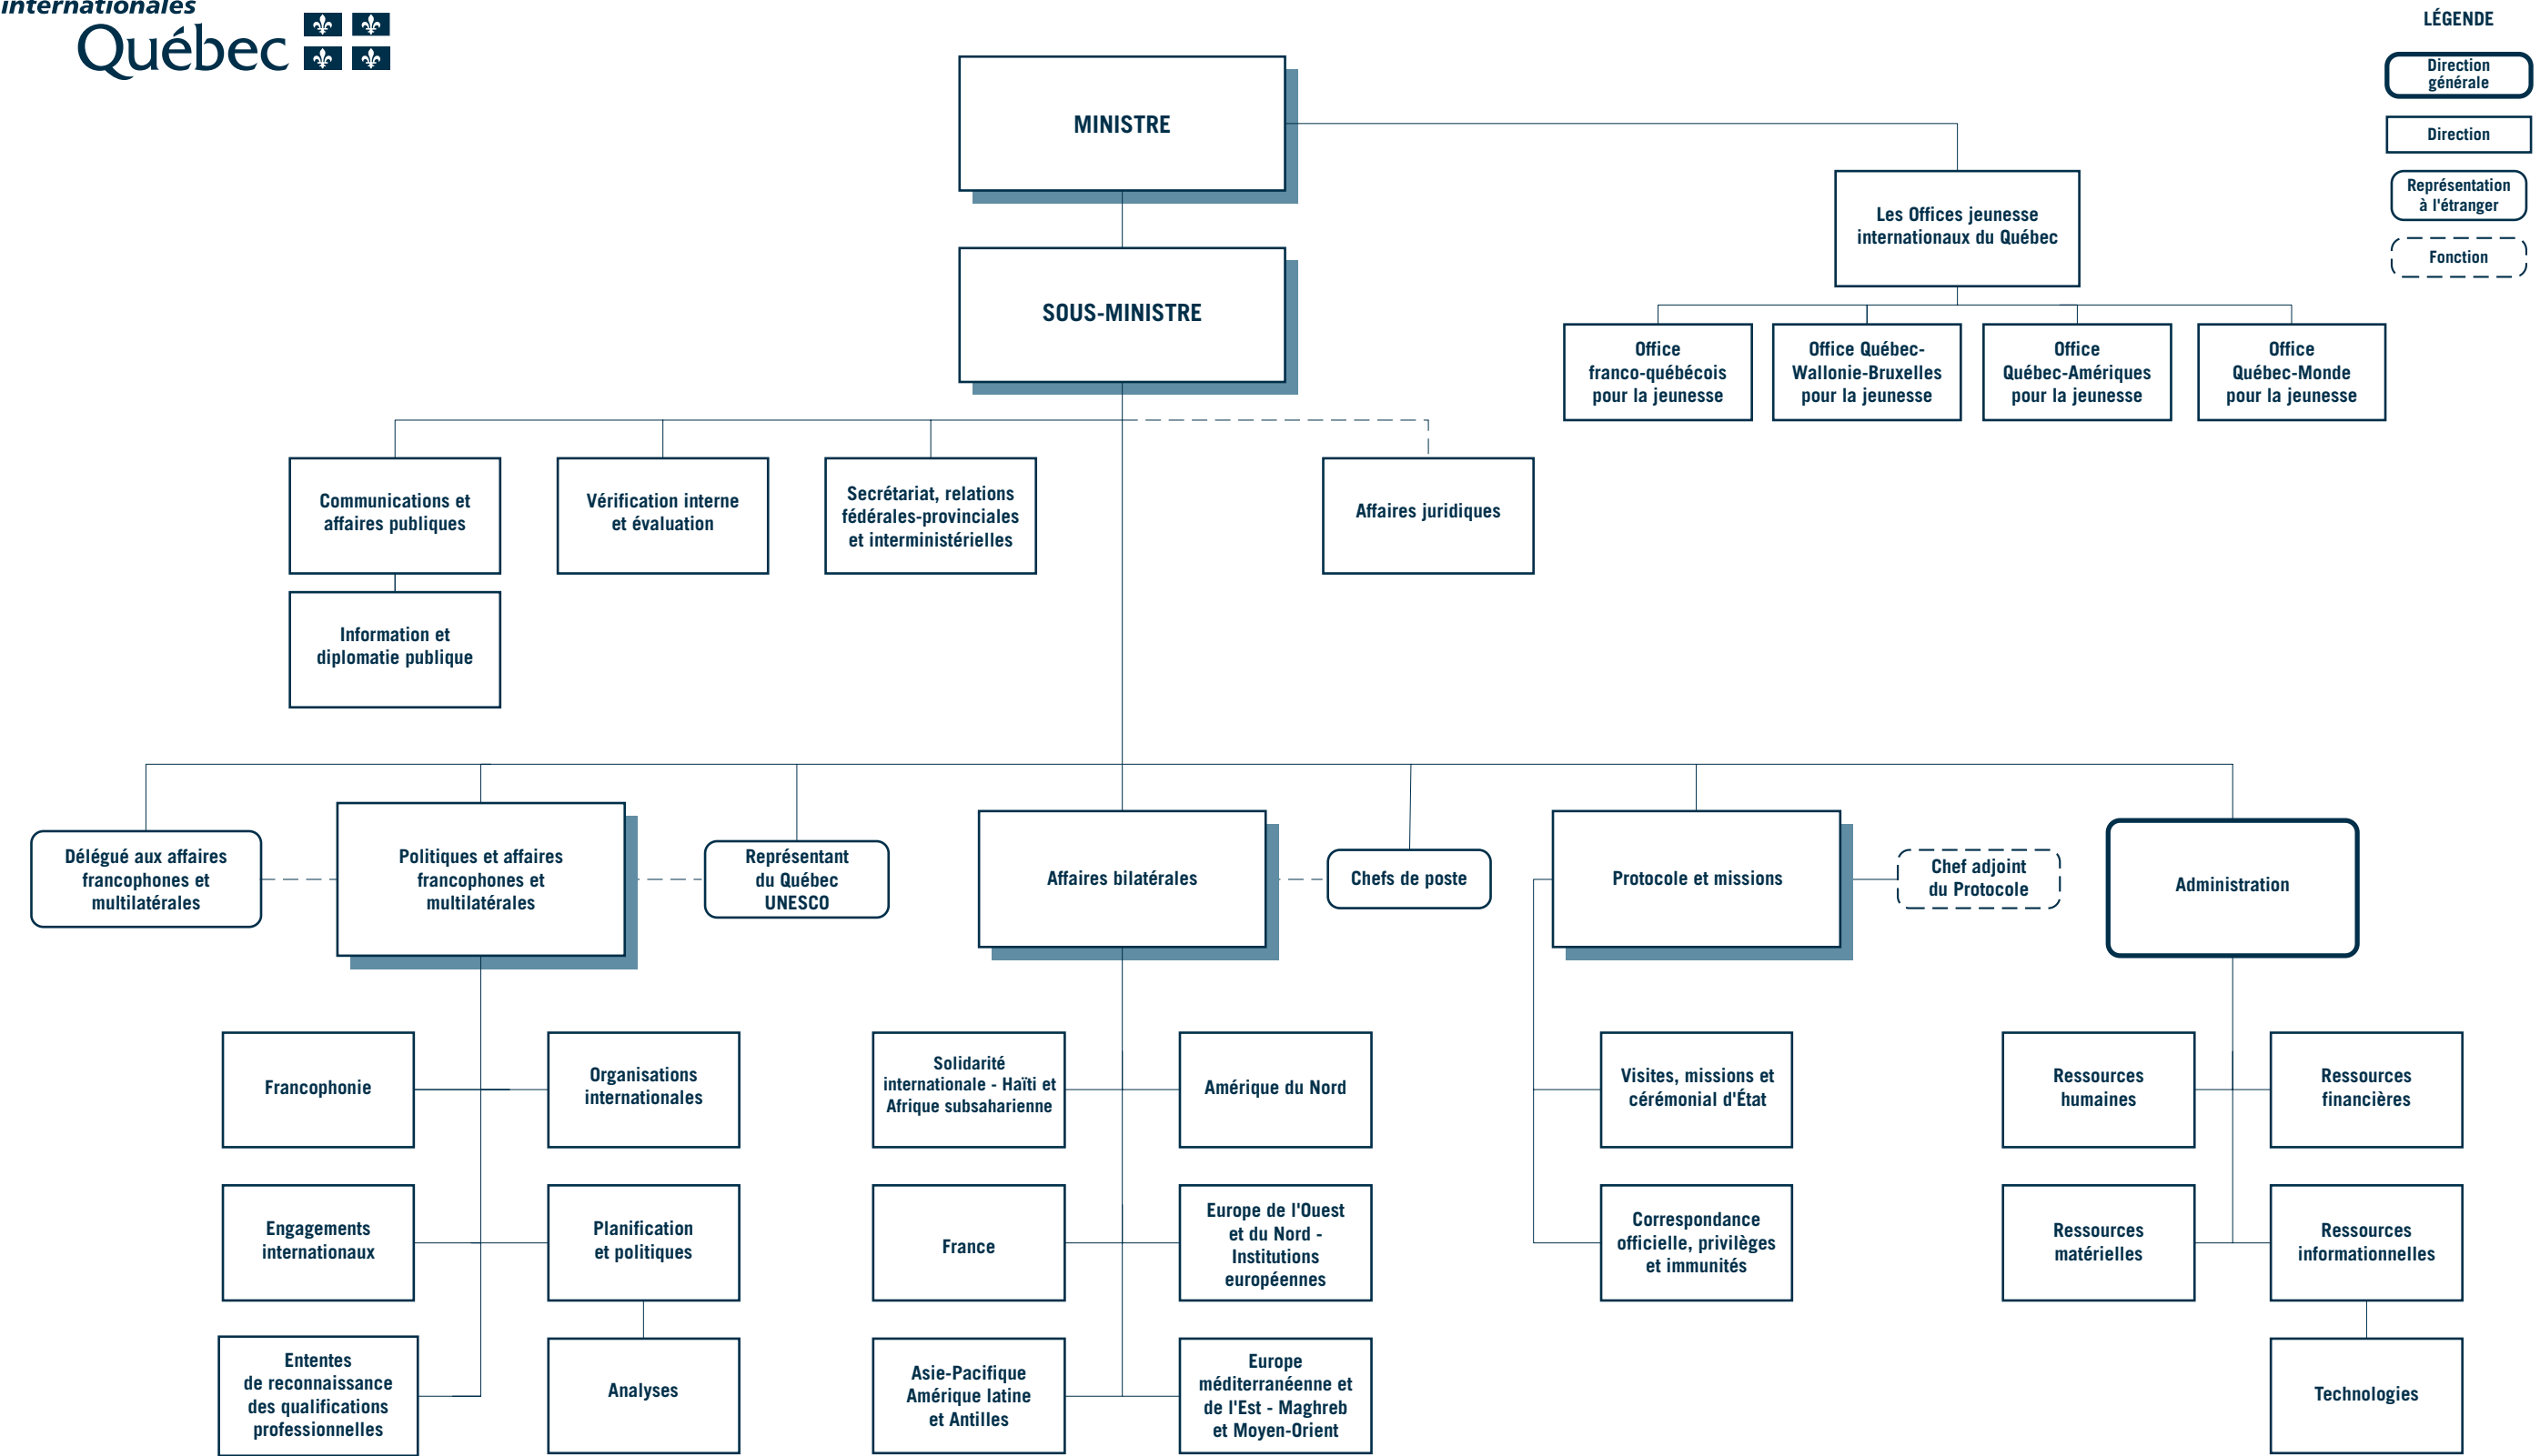 internationales
Québec
LÉGENDE
Direction
générale
Direction
Représentation
à l'étranger
Fonction
MINISTRE
SOUS-MINISTRE
Les Offices jeunesse
internationaux du Québec
Office
franco-québécois
pour la jeunesse
Office Québec-
Wallonie-Bruxelles
pour la jeunesse
Office
Québec-Amériques
pour la jeunesse
Office
Québec-Monde
pour la jeunesse
Communications et
affaires publiques
Vérification interne
et évaluation
Secrétariat, relations
fédérales-provinciales
et interministérielles
Affaires juridiques
Information et
diplomatie publique
Délégué aux affaires
francophones et
multilatérales
Politiques et affaires
francophones et
multilatérales
Représentant
du Québec
UNESCO
Affaires bilatérales
Chefs de poste
Protocole et missions
Chef adjoint
du Protocole
Administration
Francophonie
Organisations
internationales
Solidarité
internationale - Haïti et
Afrique subsaharienne
Amérique du Nord
Visites, missions et
cérémonial d'État
Ressources
humaines
Ressources
financières
Engagements
internationaux
Planification
et politiques
France
Europe de l'Ouest
et du Nord -
Institutions
européennes
Correspondance
officielle, privilèges
et immunités
Ressources
matérielles
Ressources
informationnelles
Ententes
de reconnaissance
des qualifications
professionnelles
Analyses
Asie-Pacifique
Amérique latine
et Antilles
Europe
méditerranéenne et
de l'Est - Maghreb
et Moyen-Orient
Technologies